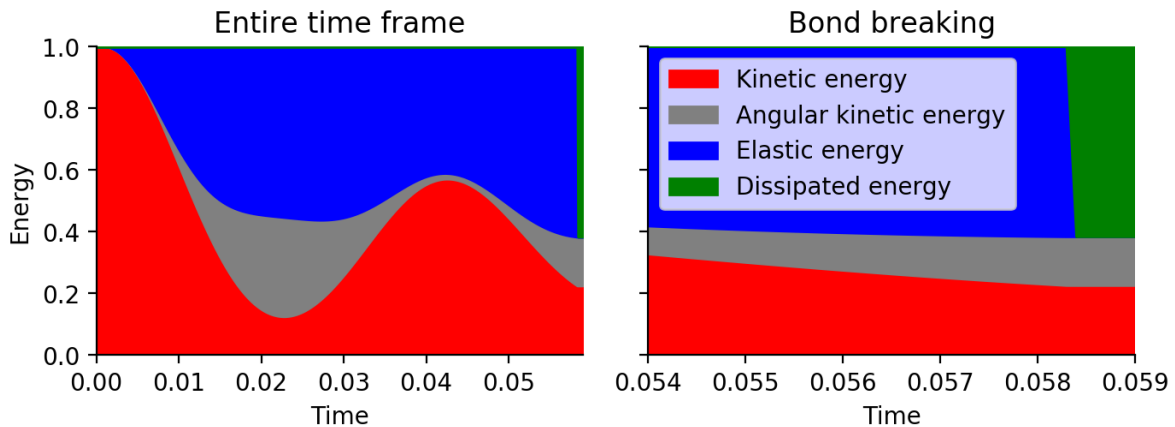 Entire time frame
Energy
1.0
0.8
0.6
0.4
0.2
0.0
0.00 0.01 0.02 0.03 0.04 0.05
Time
Bond breaking
Kinetic energy
Angular kinetic energy
Elastic energy
Dissipated energy
0.054 0.055 0.056 0.057 0.058 0.059
Time